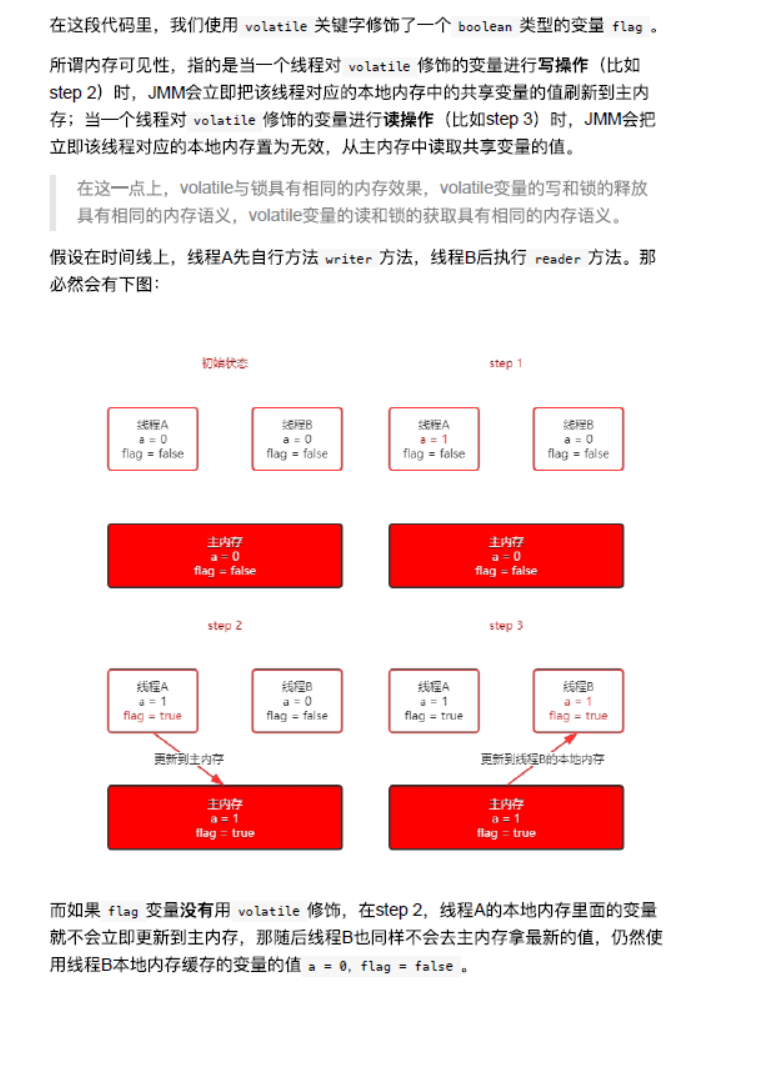 在这段代码里，我们使用 volatile 关键字修饰了一个 boolean 类型的变量 flag 。
所谓内存可见性，指的是当一个线程对 volatile 修饰的变量进行写操作（比如
step 2）时，JMM会立即把该线程对应的本地内存中的共享变量的值刷新到主内
存；当一个线程对 volatile 修饰的变量进行读操作（比如step 3）时，JMM会把
立即该线程对应的本地内存置为无效，从主内存中读取共享变量的值。
在这一点上，volatile与锁具有相同的内存效果，volatile变量的写和锁的释放
具有相同的内存语义，volatile变量的读和锁的获取具有相同的内存语义。
假设在时间线上，线程A先自行方法 writer 方法，线程B后执行 reader 方法。那
必然会有下图：
初始状态
线程A
a = 0
flag = false
线程B
a = 0
flag = false
主内存
a = 0
flag = false
step 1
线程A
a = 1
flag = false
线程B
a = 0
flag = false
主内存
a = 0
flag = false
step 2
线程A
a = 1
flag = true
线程B
a = 0
flag = false
更新到主内存
主内存
a = 1
flag = true
step 3
线程A
a = 1
flag = true
线程B
a = 1
flag = true
更新到线程B的本地内存
主内存
a = 1
flag = true
而如果 flag 变量没有用 volatile 修饰，在step 2，线程A的本地内存里面的变量
就不会立即更新到主内存，那随后线程B也同样不会去主内存拿最新的值，仍然使
用线程B本地内存缓存的变量的值 a = 0, flag = false 。